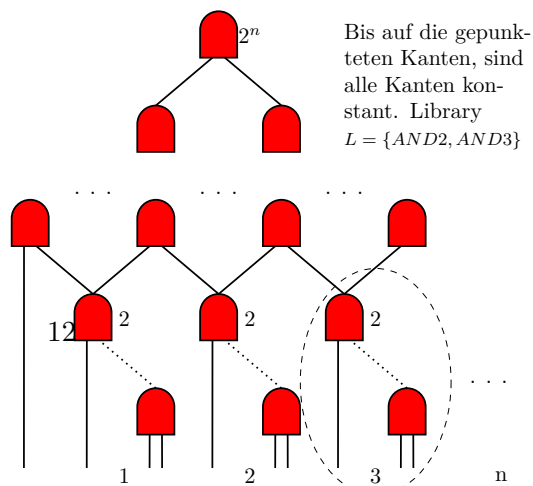 2^n
Bis auf die gepunk-
teten Kanten, sind
alle Kanten kon-
stant. Library
L = {AND2, AND3}
. . . . . . . . .
12 2 2 2
. . .
1 2 3 n